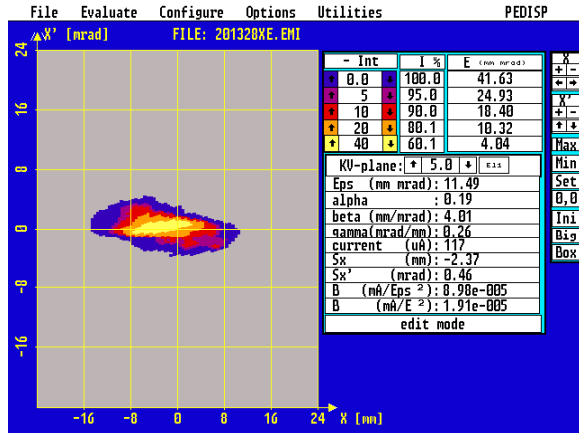 File Evaluate Configure Options Utilities PEDISP
X' [mrad] FILE: 201328XE.EMI
- Int I % E (mm mrad)
0.0 100.0 41.63
5 95.0 24.93
10 90.0 18.40
20 80.1 10.32
40 60.1 4.04
KV-plane: 5.0 Eli
Eps (mm mrad): 11.49
alpha : 0.19
beta (mm/mrad): 4.01
gamma(mrad/mm): 0.26
current (uA): 117
Sx (mm): -2.37
Sx' (mrad): 0.46
B (mA/Eps ²): 8.98e-005
B (mA/E ²): 1.91e-005
edit mode
X
+ -
X'
+ -
Max
Min
Set
0,0
Ini
Big
Box
24
16
8
0
-8
-16
-16 -8 0 8 16 24 X [mm]